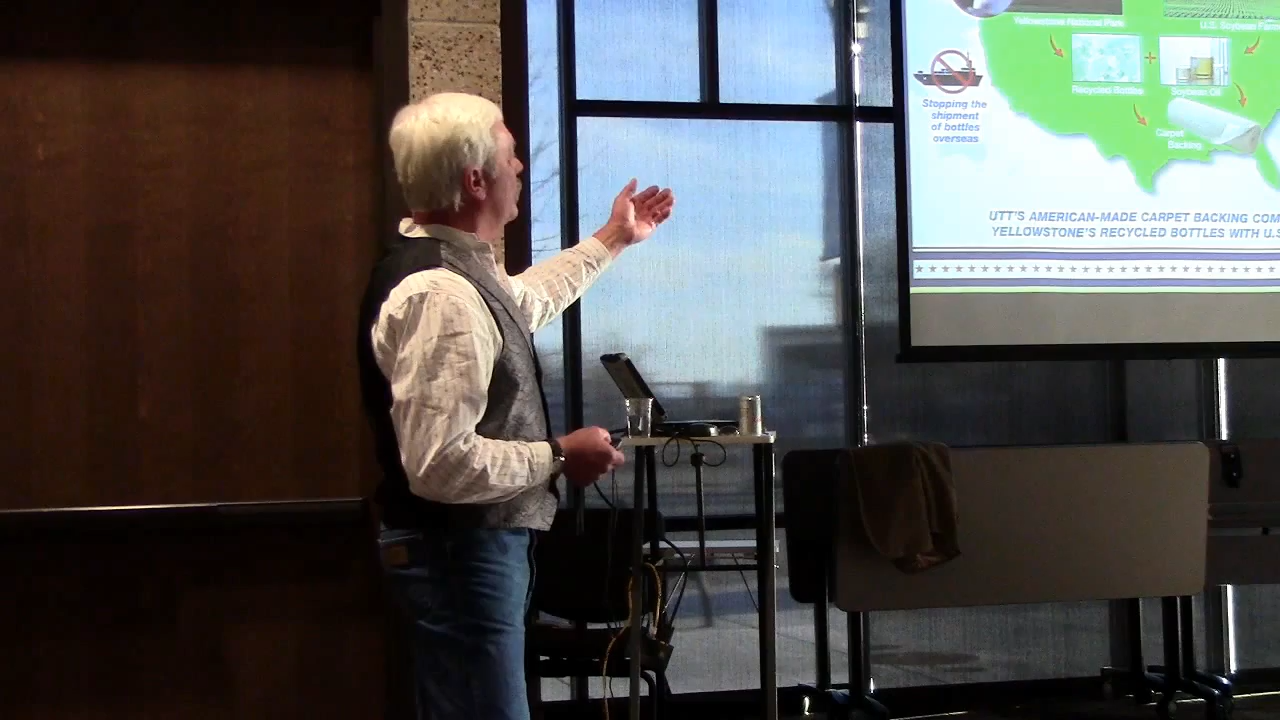 Yellowstone National Park
U.S. Soybean
Recycled Bottles
+
Soybean Oil
Stopping the
shipment
of bottles
overseas
Carpet
Backing
UTT'S AMERICAN-MADE CARPET BACKING COM
YELLOWSTONE'S RECYCLED BOTTLES WITH U.S